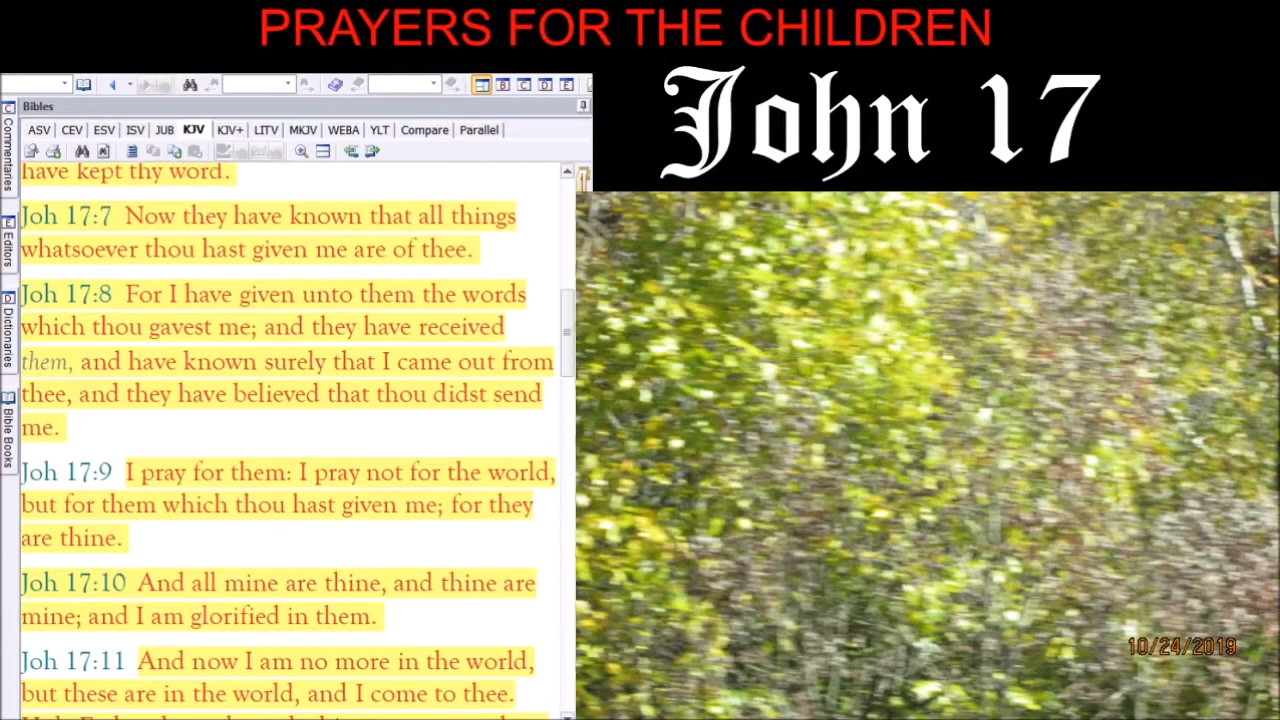 PRAYERS FOR THE CHILDREN
John 17
Bibles
ASV CEV ESV ISV JUB KJV KJV+ LITV MKJV WEBA YLT Compare Parallel
Commentaries
Editors
Dictionaries
Bible Books
B C D E
have kept thy word.
Joh 17:7 Now they have known that all things
whatsoever thou hast given me are of thee.
Joh 17:8 For I have given unto them the words
which thou gavest me; and they have received
them, and have known surely that I came out from
thee, and they have believed that thou didst send
me.
Joh 17:9 I pray for them: I pray not for the world,
but for them which thou hast given me; for they
are thine.
Joh 17:10 And all mine are thine, and thine are
mine; and I am glorified in them.
Joh 17:11 And now I am no more in the world,
but these are in the world, and I come to thee.
10/24/2019